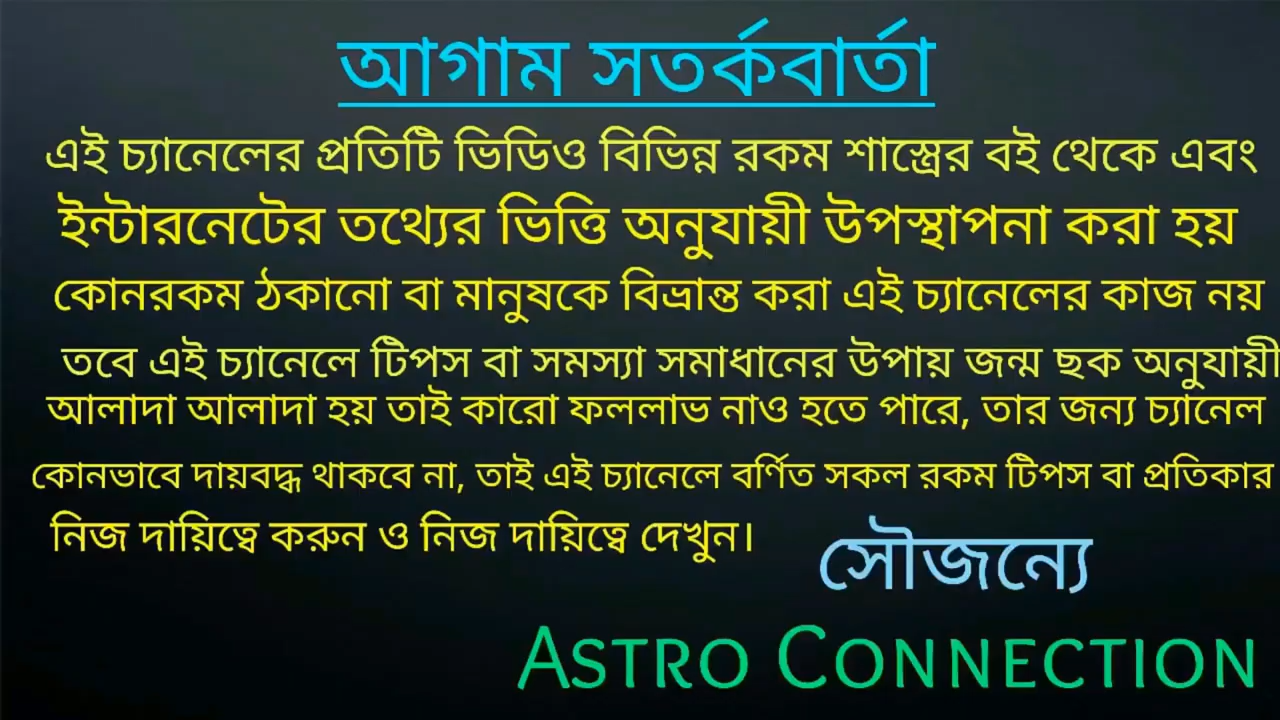 আগাম সতর্কবার্তা
এই চ্যানেলের প্রতিটি ভিডিও বিভিন্ন রকম শাস্ত্রের বই থেকে এবং
ইন্টারনেটের তথ্যের ভিত্তি অনুযায়ী উপস্থাপনা করা হয়
কোনরকম ঠকানো বা মানুষকে বিভ্রান্ত করা এই চ্যানেলের কাজ নয়
তবে এই চ্যানেলে টিপস বা সমস্যা সমাধানের উপায় জন্ম ছক অনুযায়ী
আলাদা আলাদা হয় তাই কারো ফললাভ নাও হতে পারে, তার জন্য চ্যানেল
কোনভাবে দায়বদ্ধ থাকবে না, তাই এই চ্যানেলে বর্ণিত সকল রকম টিপস বা প্রতিকার
নিজ দায়িত্বে করুন ও নিজ দায়িত্বে দেখুন।
সৌজন্যে
ASTRO CONNECTION